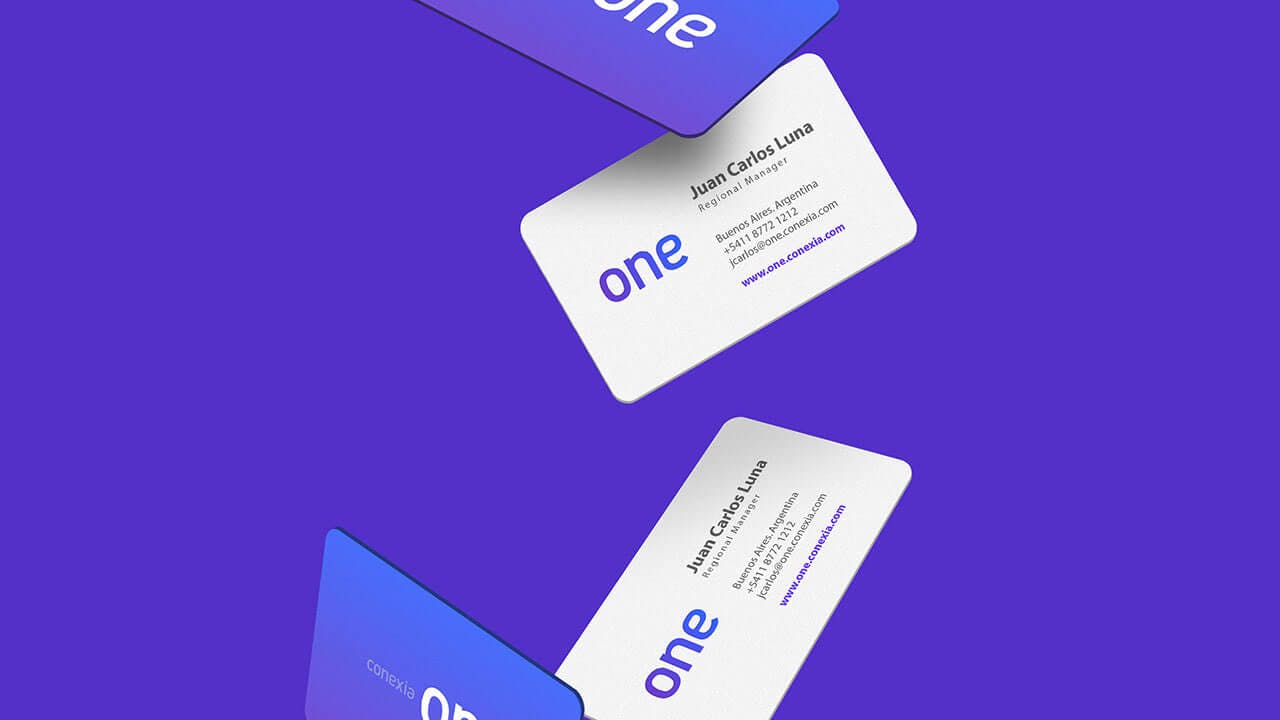 one
Juan Carlos Luna
Regional Manager
Buenos Aires, Argentina
+5411 8772 1212
jcarlos@one.conexia.com
www.one.conexia.com
one
Juan Carlos Luna
Regional Manager
Buenos Aires, Argentina
+5411 8772 1212
jcarlos@one.conexia.com
www.one.conexia.com
one
conexia